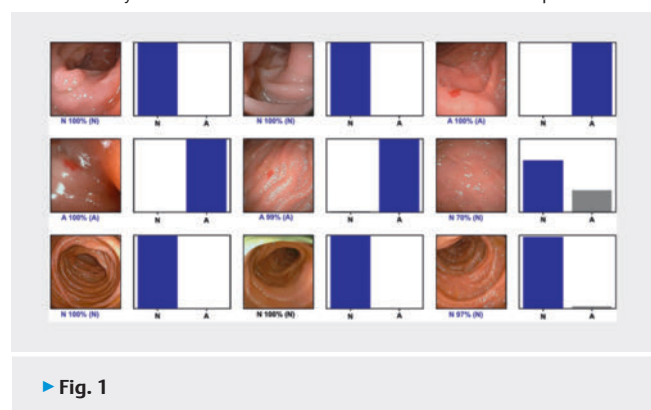 N 100% (N) N A N 100% (N) N A A 100% (A) N A
A 100% (A) N A A 99% (A) N A N 70% (N) N A
N 100% (N) N A N 100% (N) N A N 97% (N) N A
▶ Fig. 1